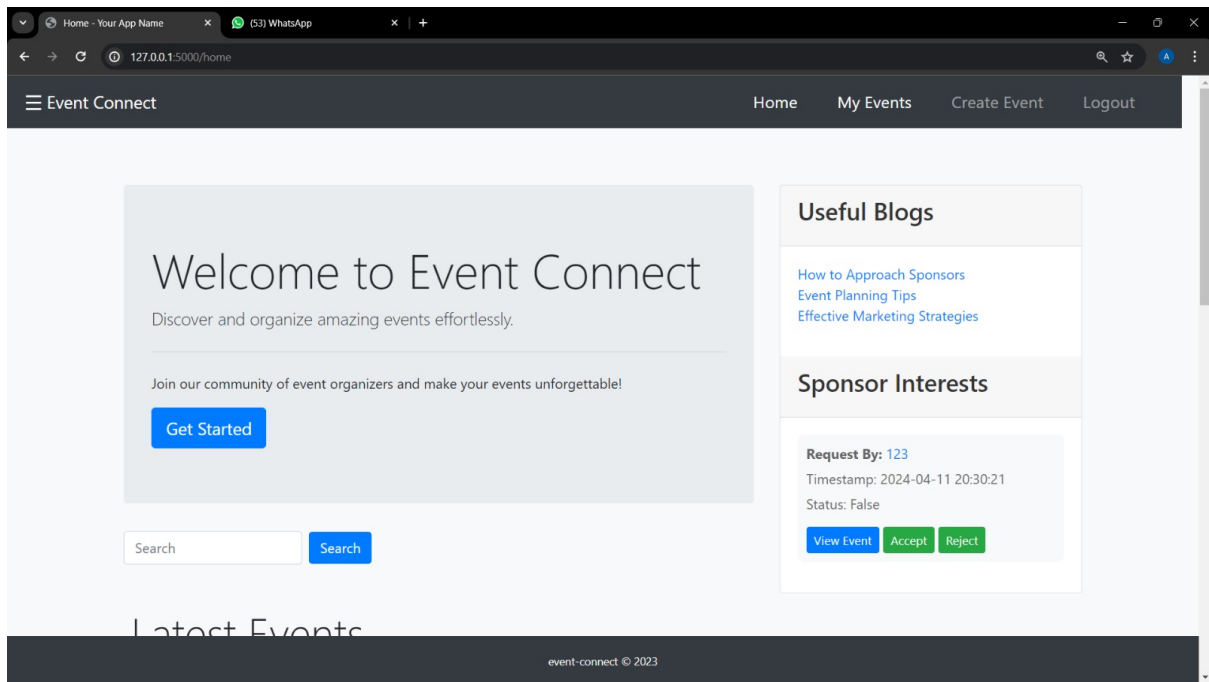 Home - Your App Name
(53) WhatsApp
127.0.0.1:5000/home
A
Event Connect
Home My Events Create Event Logout
Welcome to Event Connect
Discover and organize amazing events effortlessly.
Join our community of event organizers and make your events unforgettable!
Get Started
Search Search
Latest Events
Useful Blogs
How to Approach Sponsors
Event Planning Tips
Effective Marketing Strategies
Sponsor Interests
Request By: 123
Timestamp: 2024-04-11 20:30:21
Status: False
View Event Accept Reject
event-connect © 2023